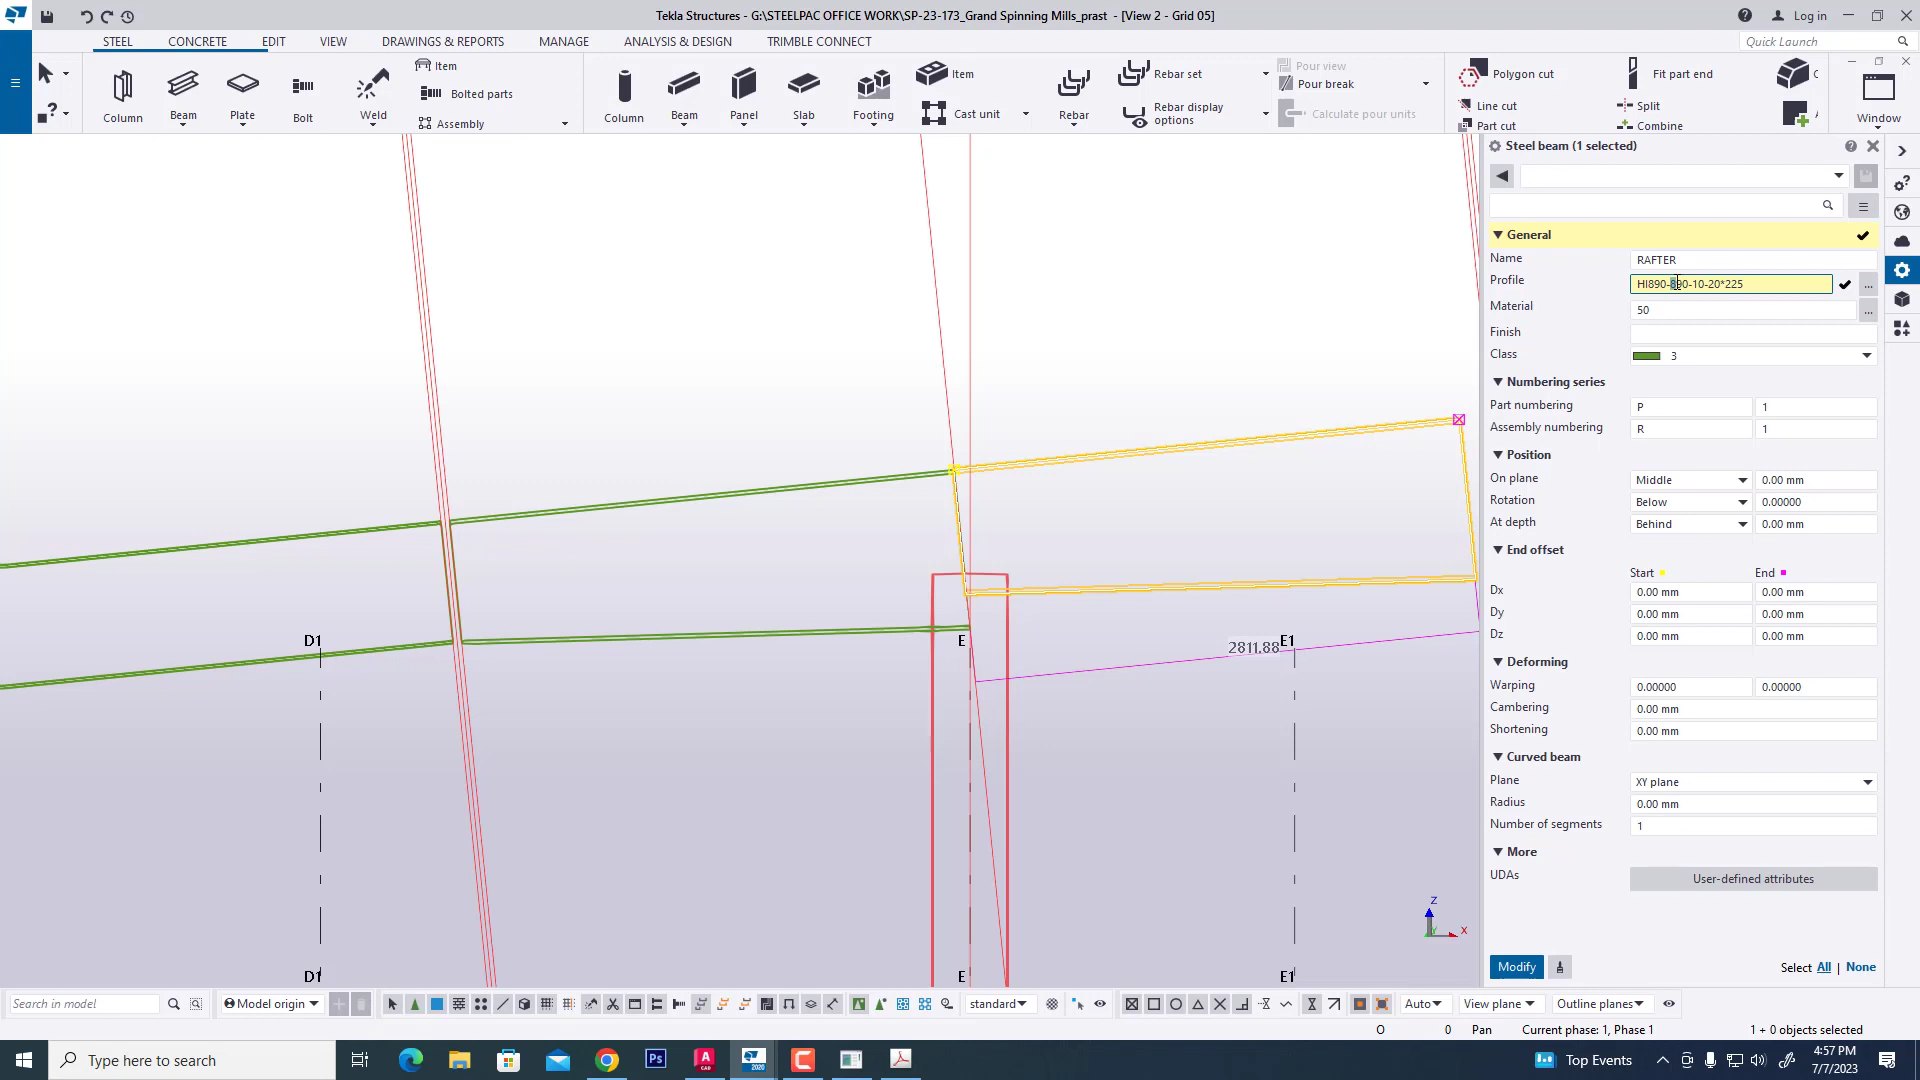 Tekla Structures - G:\STEELPAC OFFICE WORK\SP-23-173_Grand Spinning Mills_prast - [View 2 - Grid 05]
Log in
STEEL CONCRETE EDIT VIEW DRAWINGS & REPORTS MANAGE ANALYSIS & DESIGN TRIMBLE CONNECT
Quick Launch
Column Beam Plate Bolt Weld
Item
Bolted parts
Assembly
Column Beam Panel Slab Footing
Item
Cast unit
Rebar
Rebar set
Rebar display options
Pour view
Pour break
Calculate pour units
Polygon cut
Line cut
Part cut
Fit part end
Split
Combine
Window
Steel beam (1 selected)
General
Name RAFTER
Profile HI890-890-10-20*225 ...
Material 50 ...
Finish
Class 3
Numbering series
Part numbering P 1
Assembly numbering R 1
Position
On plane Middle 0.00 mm
Rotation Below 0.00000
At depth Behind 0.00 mm
End offset
Start End
Dx 0.00 mm 0.00 mm
Dy 0.00 mm 0.00 mm
Dz 0.00 mm 0.00 mm
Deforming
Warping 0.00000 0.00000
Cambering 0.00 mm
Shortening 0.00 mm
Curved beam
Plane XY plane
Radius 0.00 mm
Number of segments 1
More
UDAs User-defined attributes
Modify Select All | None
D1 E 2811.88 E1
Z
Y
X
D1 E E1
Search in model Model origin standard Auto View plane Outline planes
O 0 Pan Current phase: 1, Phase 1 1 + 0 objects selected
Type here to search
Top Events
4:57 PM
7/7/2023